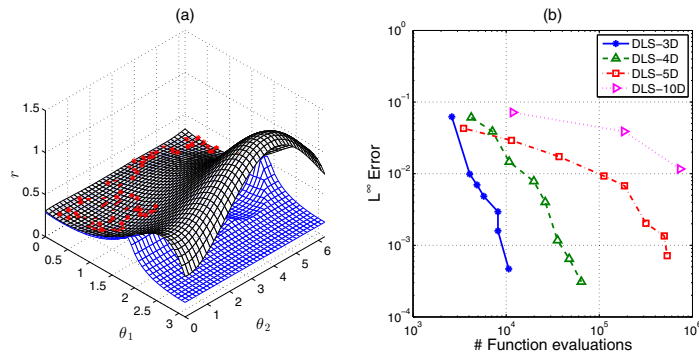 (a)
1.5
1
0.5
0
r
0
0.5
1
1.5
2
2.5
3
θ1
0
1
2
3
4
5
6
θ2
(b)
10^0
10^−1
10^−2
10^−3
10^−4
L^∞ Error
10^3
10^4
10^5
10^6
# Function evaluations
DLS−3D
DLS−4D
DLS−5D
DLS−10D